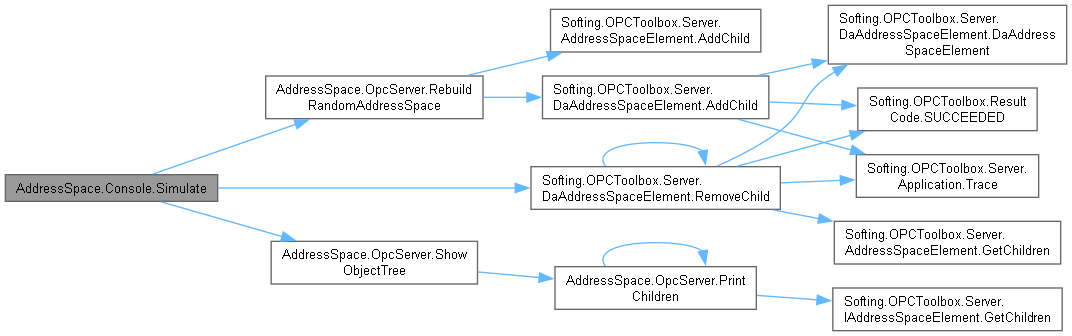 AddressSpace.Console.Simulate
AddressSpace.OpcServer.Rebuild
RandomAddressSpace
Softing.OPCToolbox.Server.
AddressSpaceElement.AddChild
Softing.OPCToolbox.Server.
DaAddressSpaceElement.AddChild
Softing.OPCToolbox.Server.
DaAddressSpaceElement.DaAddress
SpaceElement
Softing.OPCToolbox.Result
Code.SUCCEEDED
Softing.OPCToolbox.Server.
Application.Trace
Softing.OPCToolbox.Server.
DaAddressSpaceElement.RemoveChild
Softing.OPCToolbox.Server.
AddressSpaceElement.GetChildren
AddressSpace.OpcServer.Show
ObjectTree
AddressSpace.OpcServer.Print
Children
Softing.OPCToolbox.Server.
IAddressSpaceElement.GetChildren